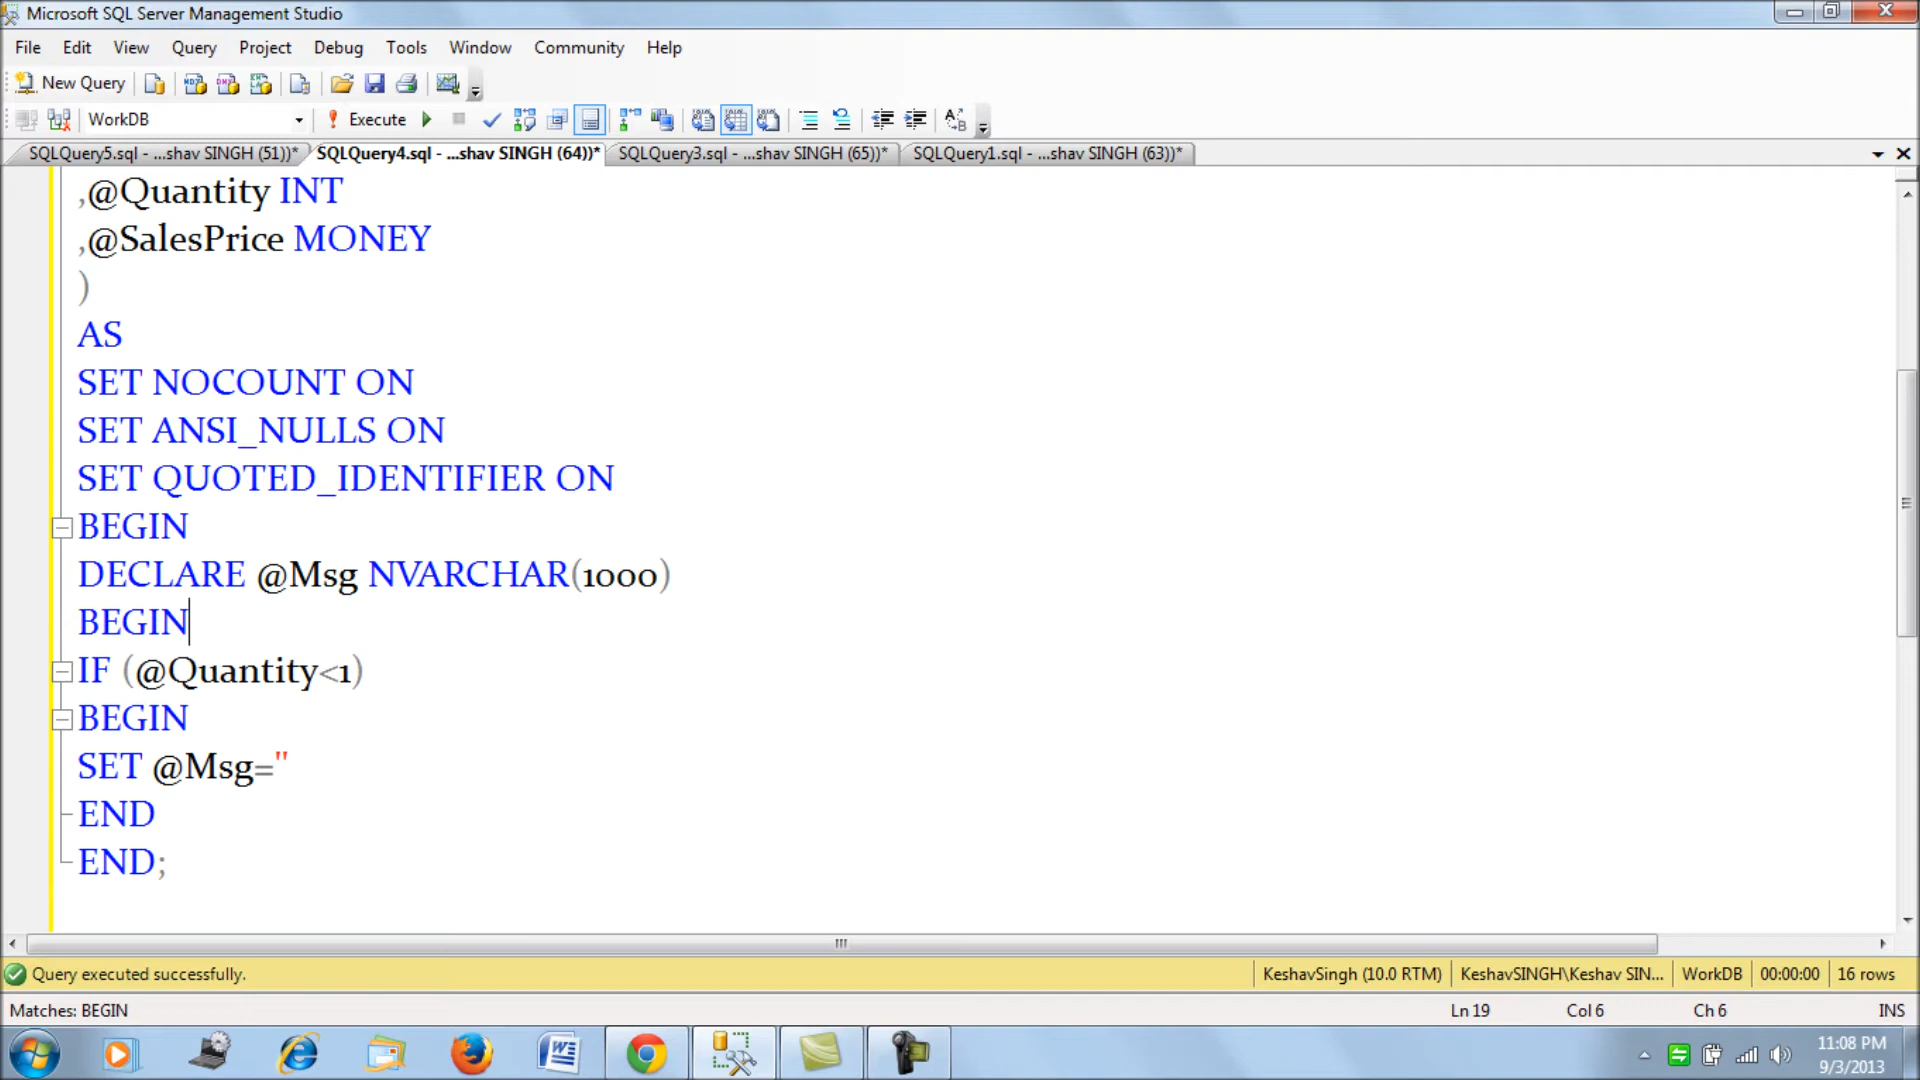 Microsoft SQL Server Management Studio
File Edit View Query Project Debug Tools Window Community Help
New Query
WorkDB Execute
SQLQuery5.sql - ...shav SINGH (51))* SQLQuery4.sql - ...shav SINGH (64))* SQLQuery3.sql - ...shav SINGH (65))* SQLQuery1.sql - ...shav SINGH (63))*
,@Quantity INT
,@SalesPrice MONEY
)
AS
SET NOCOUNT ON
SET ANSI_NULLS ON
SET QUOTED_IDENTIFIER ON
BEGIN
DECLARE @Msg NVARCHAR(1000)
BEGIN
IF (@Quantity<1)
BEGIN
SET @Msg=''
END
END;
Query executed successfully. KeshavSingh (10.0 RTM) KeshavSINGH\Keshav SIN... WorkDB 00:00:00 16 rows
Matches: BEGIN Ln 19 Col 6 Ch 6 INS
11:08 PM
9/3/2013